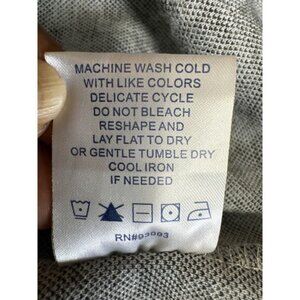 MACHINE WASH COLD
WITH LIKE COLORS
DELICATE CYCLE
DO NOT BLEACH
RESHAPE AND
LAY FLAT TO DRY
OR GENTLE TUMBLE DRY
COOL IRON
IF NEEDED